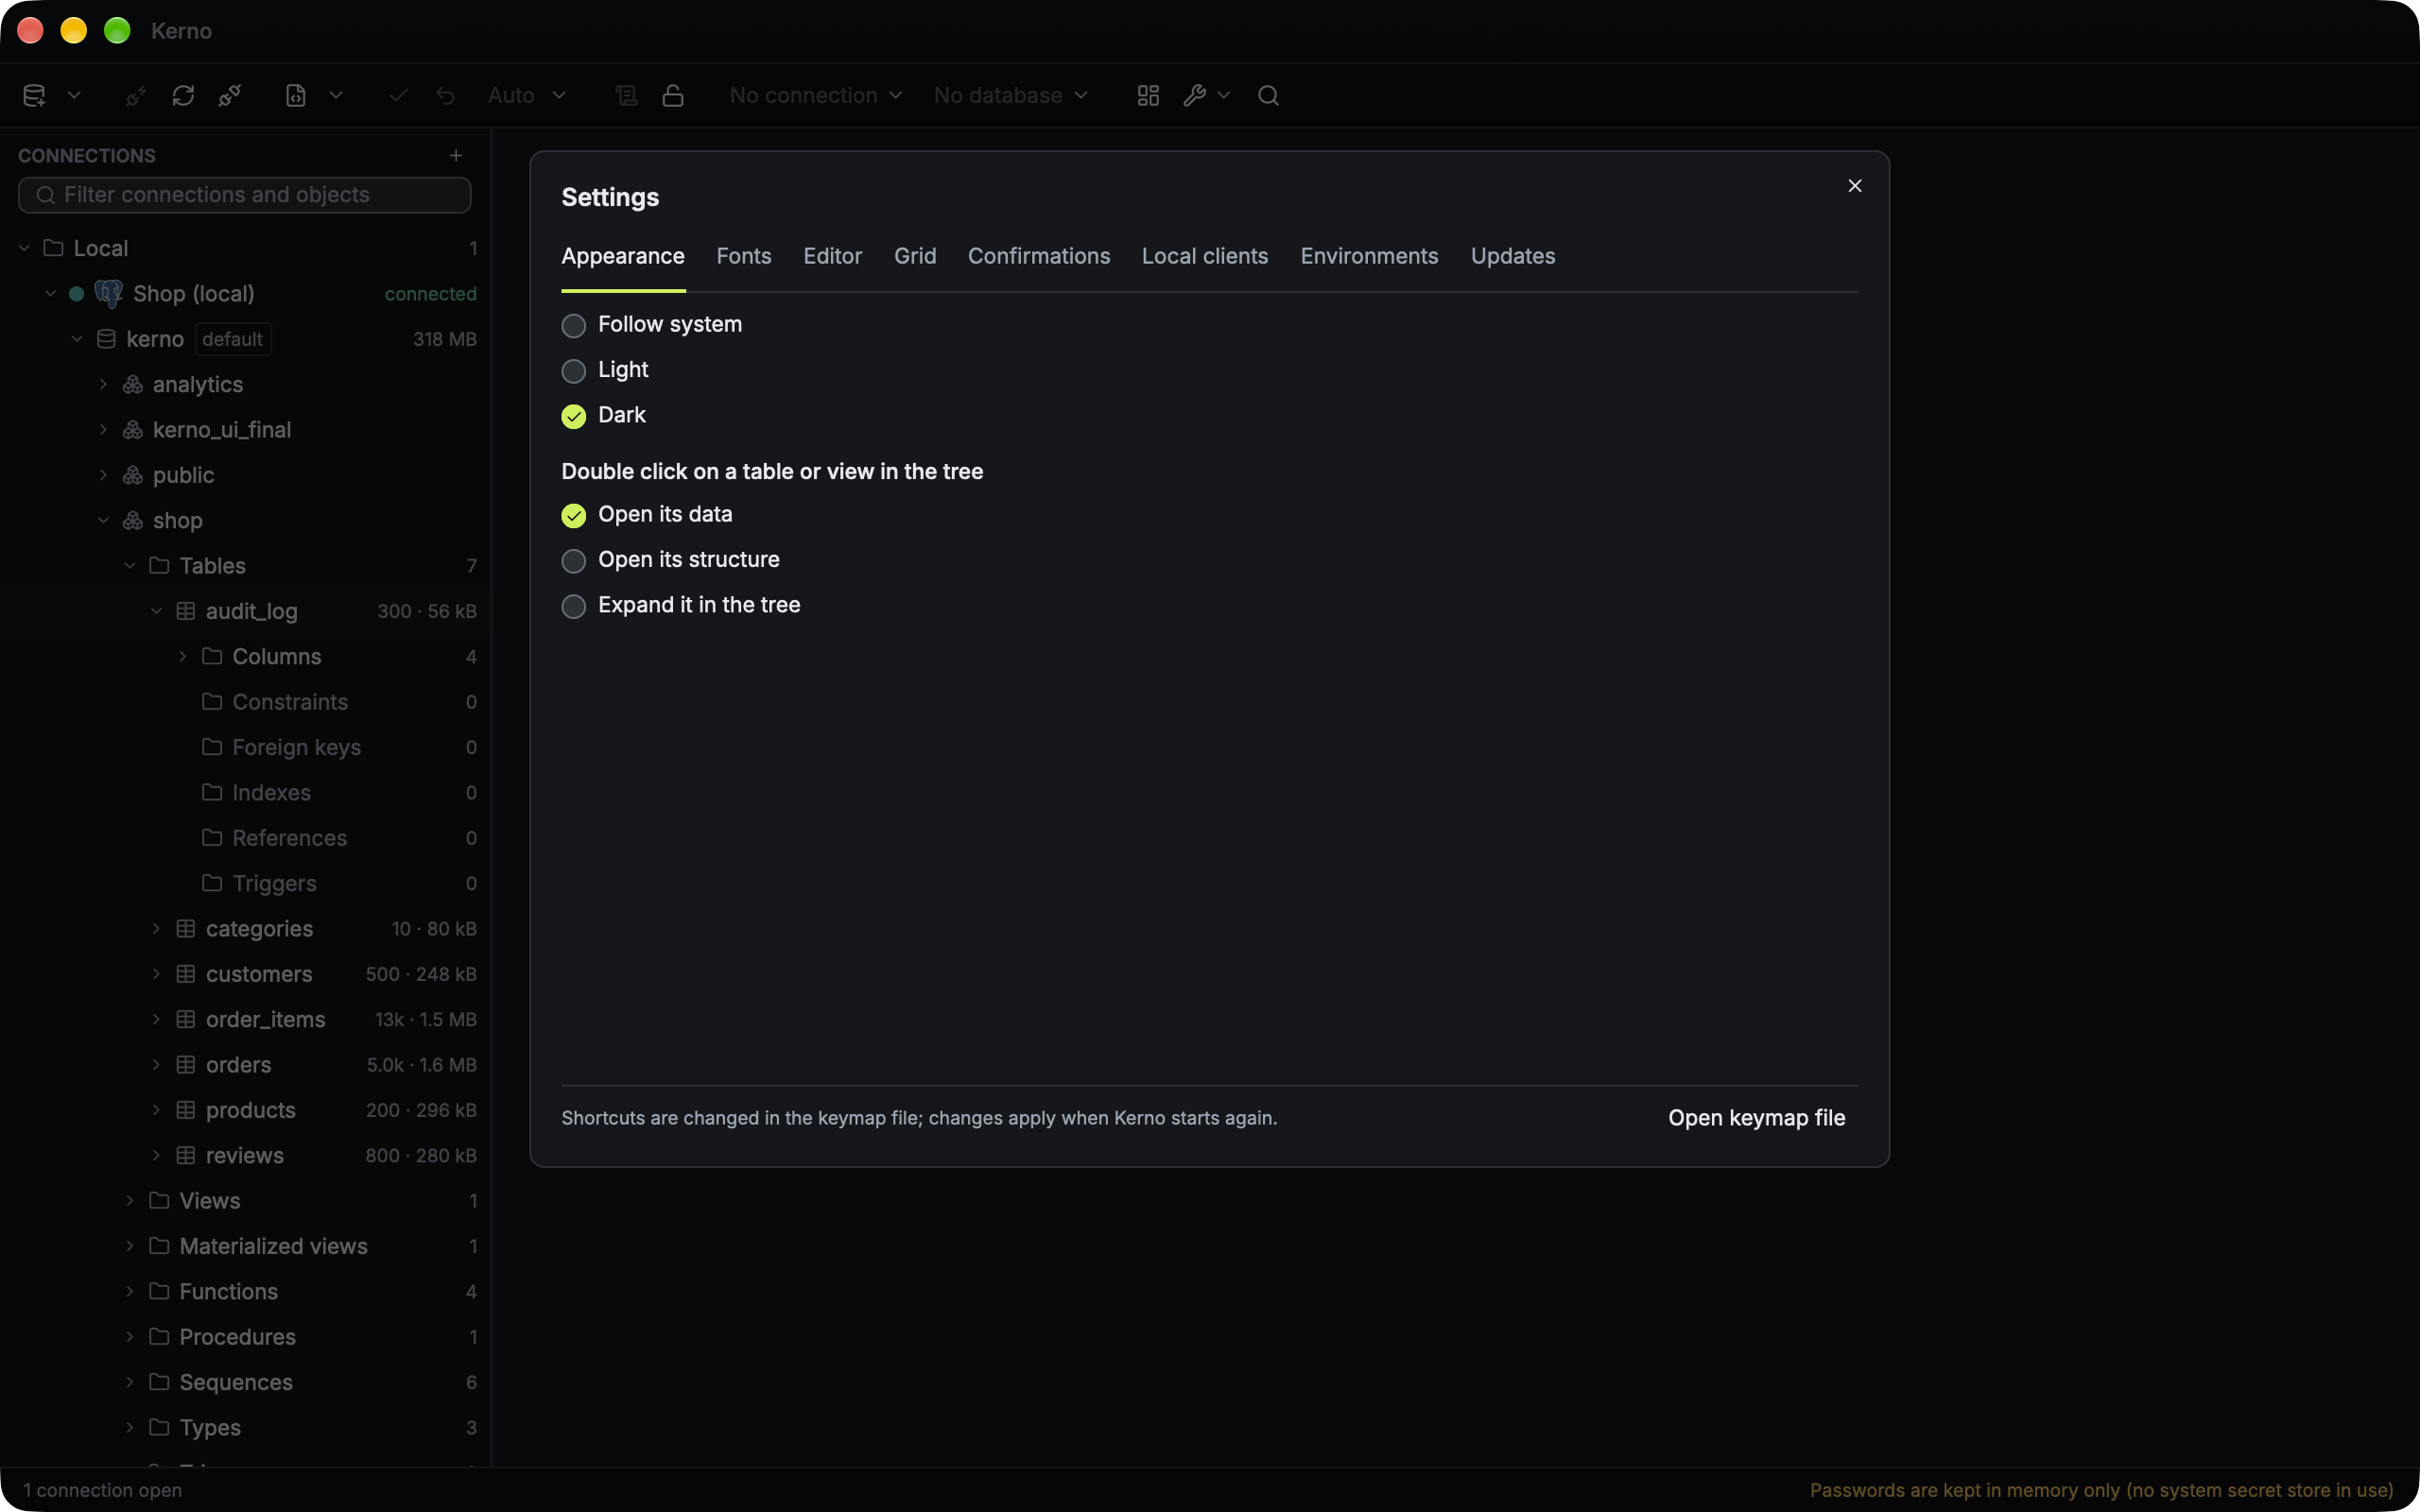 Kerno
Auto
No connection
No database
CONNECTIONS
Filter connections and objects
Local 1
Shop (local) connected
kerno default 318 MB
analytics
kerno_ui_final
public
shop
Tables 7
audit_log 300 · 56 kB
Columns 4
Constraints 0
Foreign keys 0
Indexes 0
References 0
Triggers 0
categories 10 · 80 kB
customers 500 · 248 kB
order_items 13k · 1.5 MB
orders 5.0k · 1.6 MB
products 200 · 296 kB
reviews 800 · 280 kB
Views 1
Materialized views 1
Functions 4
Procedures 1
Sequences 6
Types 3
Settings
Appearance Fonts Editor Grid Confirmations Local clients Environments Updates
Follow system
Light
Dark
Double click on a table or view in the tree
Open its data
Open its structure
Expand it in the tree
Shortcuts are changed in the keymap file; changes apply when Kerno starts again.
Open keymap file
1 connection open
Passwords are kept in memory only (no system secret store in use)